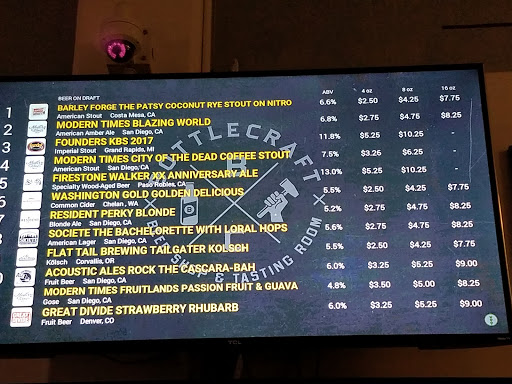 BEER ON DRAFT ABV 4 oz 8 oz 16 oz
1 BARLEY FORGE THE PATSY COCONUT RYE STOUT ON NITRO 6.6% $2.50 $4.25 $7.75
American Stout Costa Mesa, CA
2 MODERN TIMES BLAZING WORLD 6.8% $2.75 $4.75 $8.25
American Amber Ale San Diego, CA
3 FOUNDERS KBS 2017 11.8% $5.25 $10.25 -
Imperial Stout Grand Rapids, MI
4 MODERN TIMES CITY OF THE DEAD COFFEE STOUT 7.5% $3.25 $6.25 -
American Stout San Diego, CA
5 FIRESTONE WALKER XX ANNIVERSARY ALE 13.0% $5.25 $10.25 -
Specialty Wood-Aged Beer Paso Robles, CA
6 WASHINGTON GOLD GOLDEN DELICIOUS 5.5% $2.50 $4.25 $7.75
Common Cider Chelan, WA
7 RESIDENT PERKY BLONDE 5.2% $2.75 $4.75 $8.25
Blonde Ale San Diego, CA
8 SOCIETE THE BACHELORETTE WITH LORAL HOPS 5.6% $2.75 $4.75 $8.25
American Lager San Diego, CA
FLAT TAIL BREWING TAILGATER KOLSCH 5.5% $2.50 $4.25 $7.75
Kölsch Corvallis, OR
ACOUSTIC ALES ROCK THE CASCARA-BAH 6.0% $3.25 $5.25 $9.00
Fruit Beer San Diego, CA
MODERN TIMES FRUITLANDS PASSION FRUIT & GUAVA 4.8% $3.50 $5.00 $8.25
Gose San Diego, CA
GREAT DIVIDE STRAWBERRY RHUBARB 6.0% $3.25 $5.25 $9.00
Fruit Beer Denver, CO
BOTTLECRAFT
BEER SHOP & TASTING ROOM
TCL